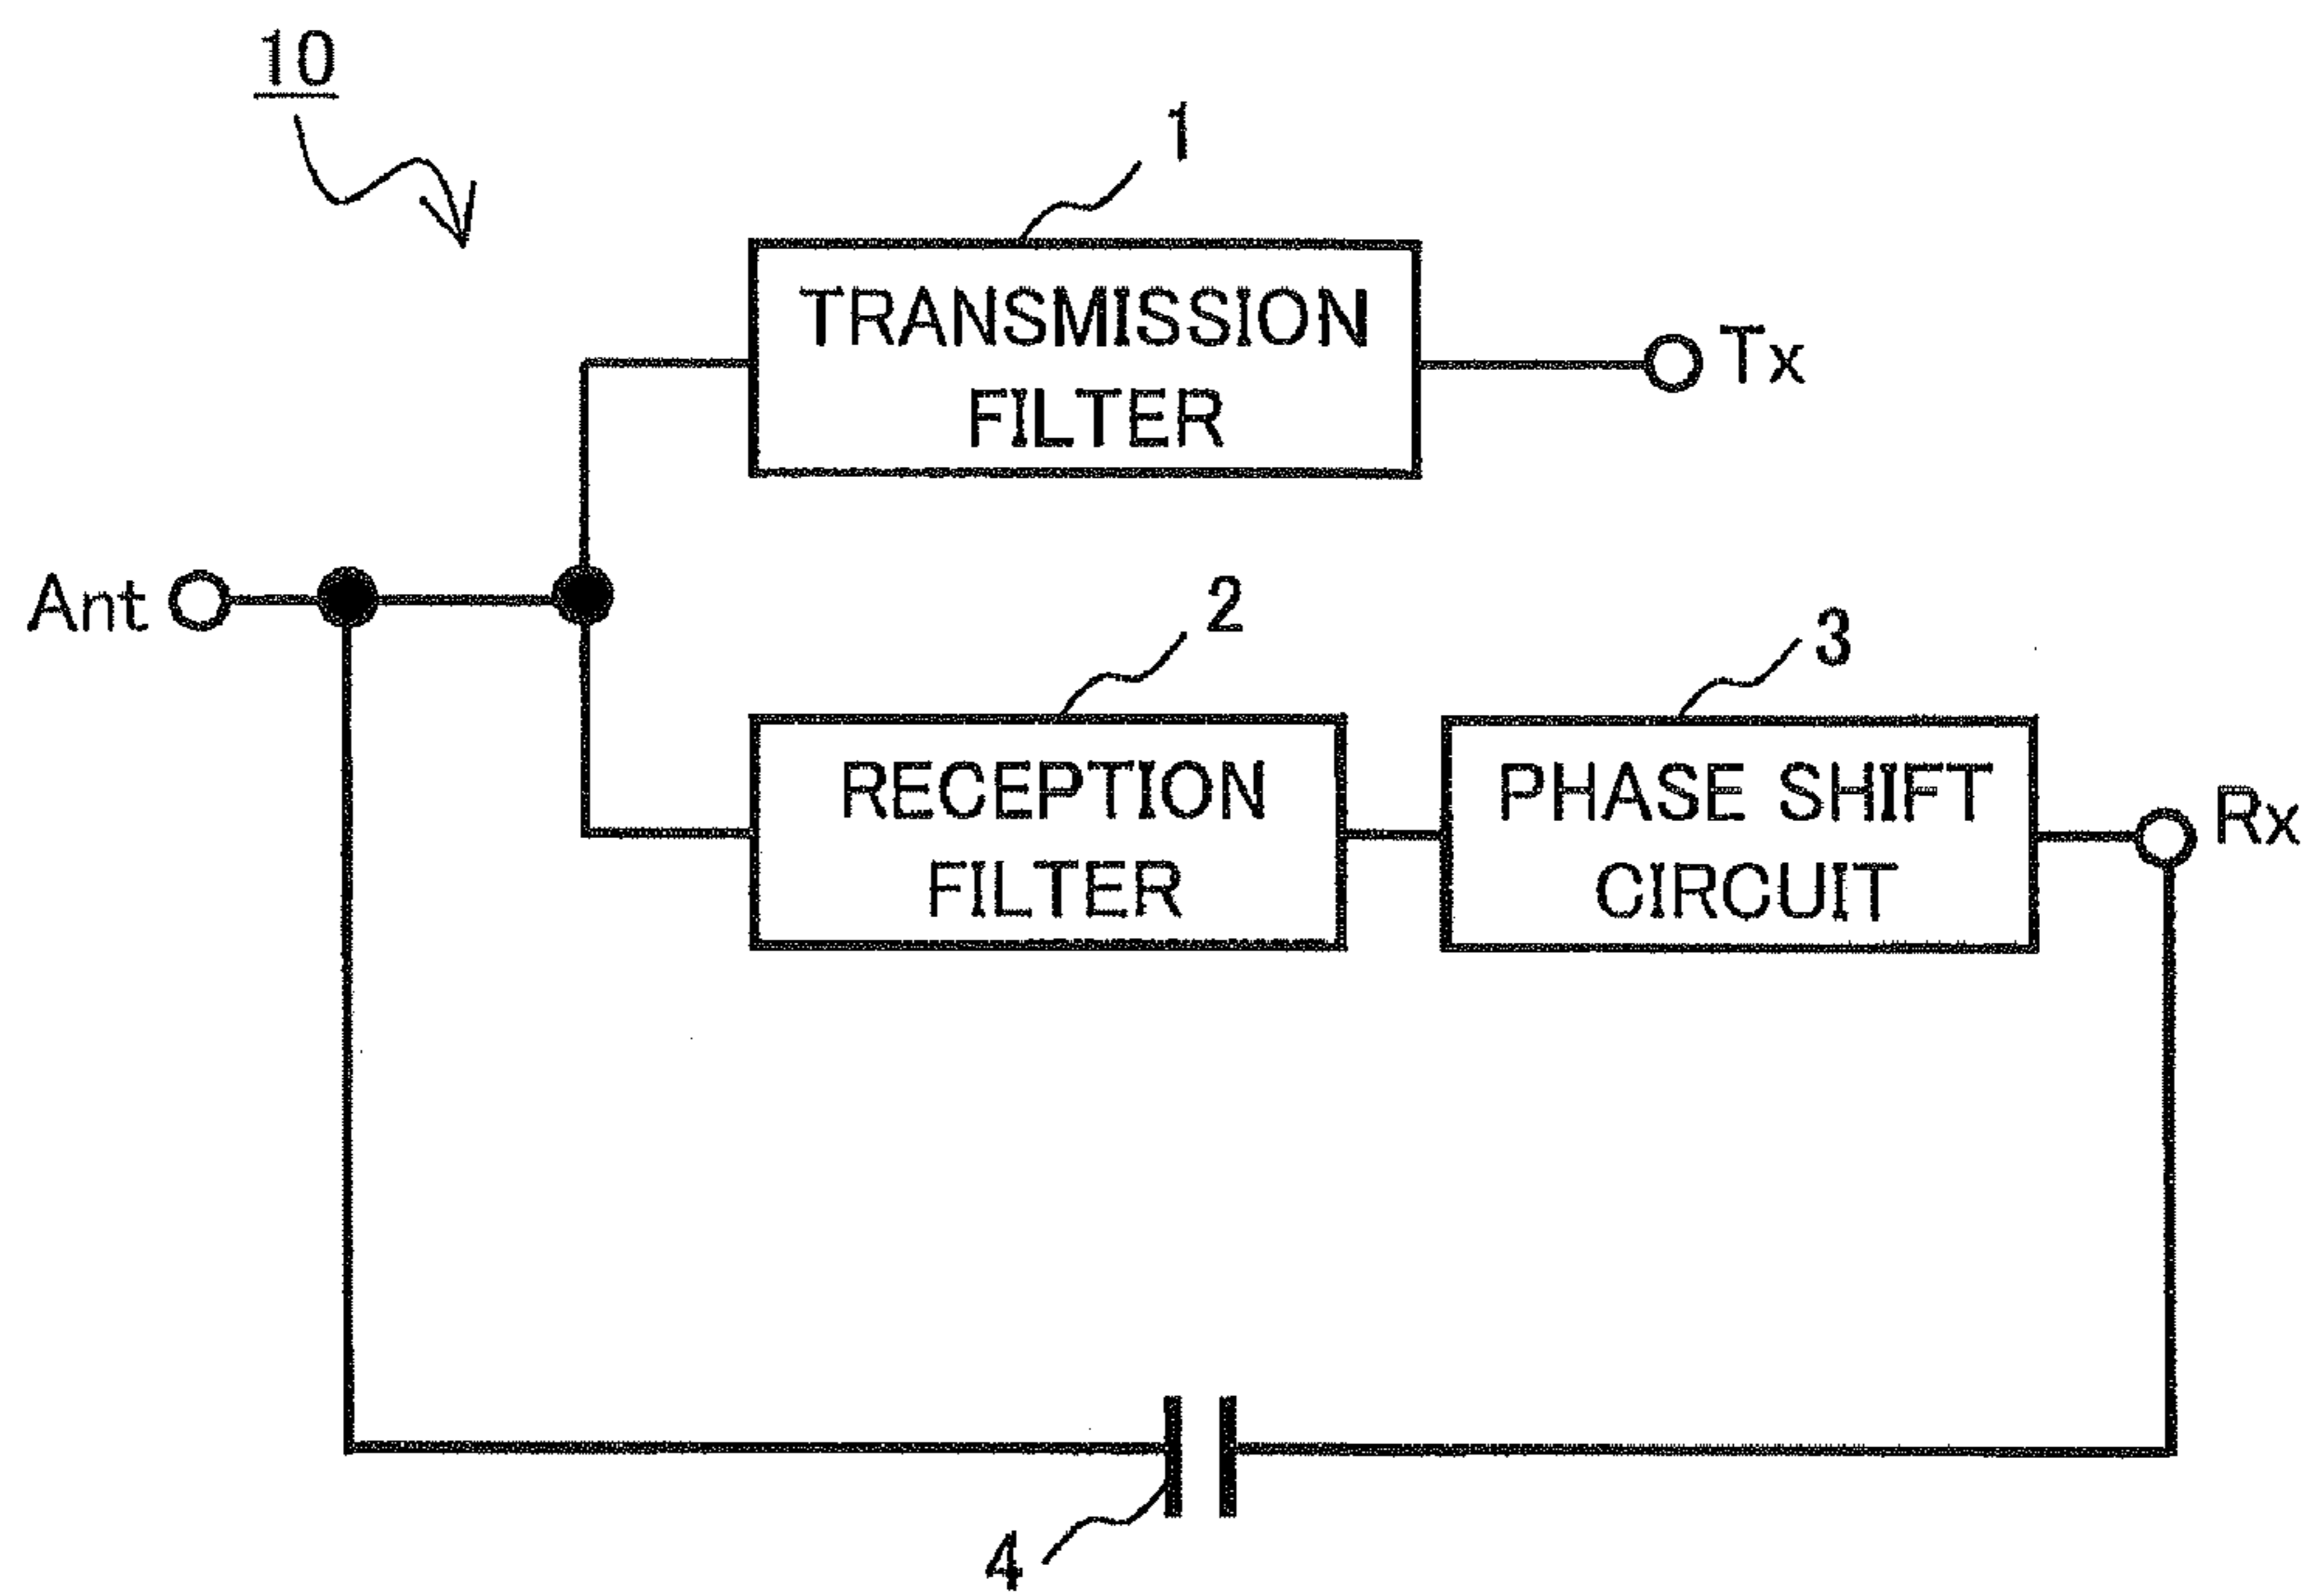 10
1
TRANSMISSION
FILTER
Tx
Ant
2
3
RECEPTION
FILTER
PHASE SHIFT
CIRCUIT
Rx
4